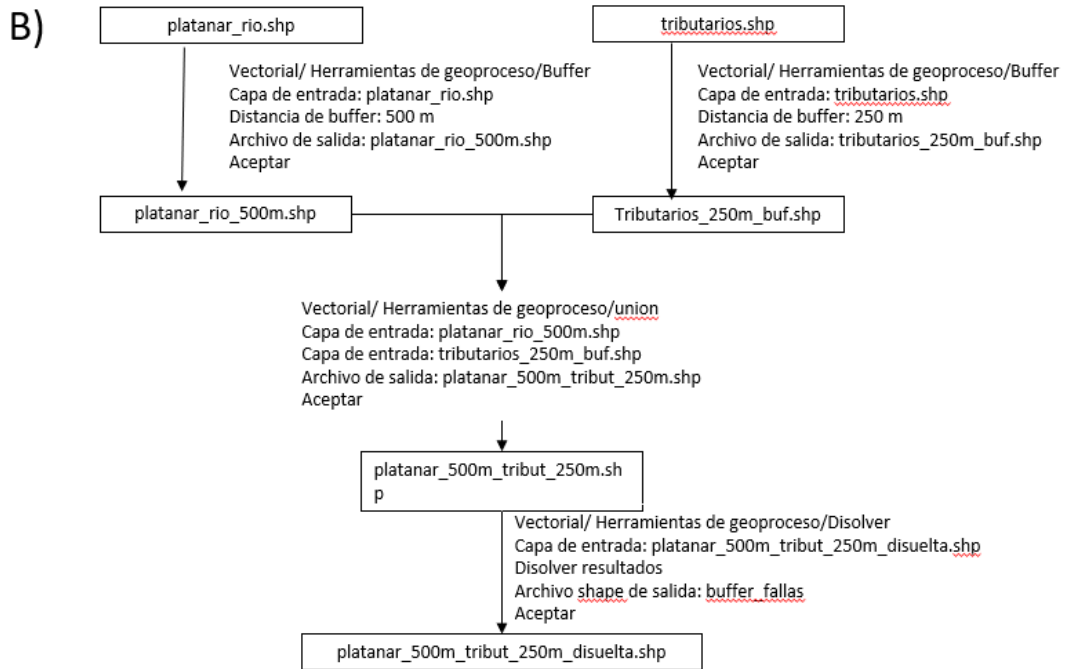 B)
platanar_rio.shp
tributarios.shp
Vectorial/ Herramientas de geoproceso/Buffer
Capa de entrada: platanar_rio.shp
Distancia de buffer: 500 m
Archivo de salida: platanar_rio_500m.shp
Aceptar
Vectorial/ Herramientas de geoproceso/Buffer
Capa de entrada: tributarios.shp
Distancia de buffer: 250 m
Archivo de salida: tributarios_250m_buf.shp
Aceptar
platanar_rio_500m.shp
Tributarios_250m_buf.shp
Vectorial/ Herramientas de geoproceso/union
Capa de entrada: platanar_rio_500m.shp
Capa de entrada: tributarios_250m_buf.shp
Archivo de salida: platanar_500m_tribut_250m.shp
Aceptar
platanar_500m_tribut_250m.sh
p
Vectorial/ Herramientas de geoproceso/Disolver
Capa de entrada: platanar_500m_tribut_250m_disuelta.shp
Disolver resultados
Archivo shape de salida: buffer_fallas
Aceptar
platanar_500m_tribut_250m_disuelta.shp